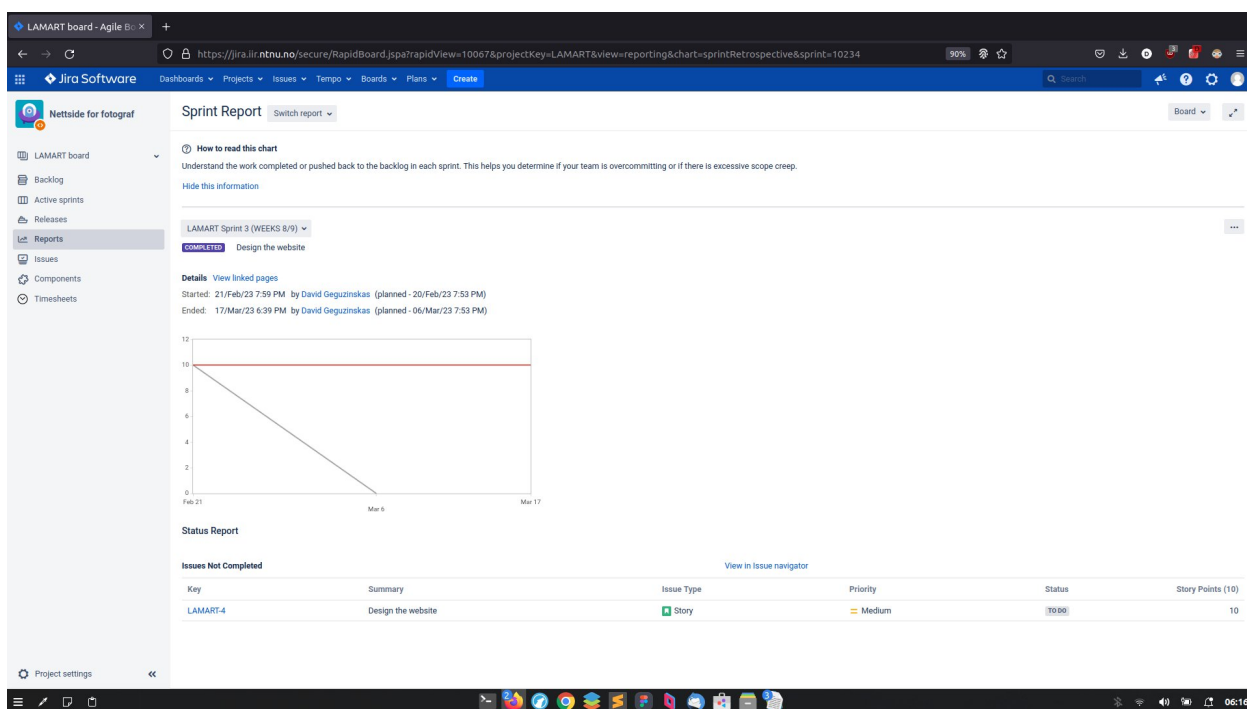 LAMART board - Agile Bo
https://jira.iir.ntnu.no/secure/RapidBoard.jspa?rapidView=10067&projectKey=LAMART&view=reporting&chart=sprintRetrospective&sprint=10234
90%
3
Jira Software
Dashboards Projects Issues Tempo Boards Plans Create
Search
Nettside for fotograf
LAMART board
Backlog
Active sprints
Releases
Reports
Issues
Components
Timesheets
Project settings
Sprint Report Switch report
Board
How to read this chart
Understand the work completed or pushed back to the backlog in each sprint. This helps you determine if your team is overcommitting or if there is excessive scope creep.
Hide this information
LAMART Sprint 3 (WEEKS 8/9)
COMPLETED Design the website
Details View linked pages
Started: 21/Feb/23 7:59 PM by David Geguzinskas (planned - 20/Feb/23 7:53 PM)
Ended: 17/Mar/23 6:39 PM by David Geguzinskas (planned - 06/Mar/23 7:53 PM)
12
10
8
6
4
2
0
Feb 21 Mar 6 Mar 17
Status Report
Issues Not Completed View in Issue navigator
Key Summary Issue Type Priority Status Story Points (10)
LAMART-4 Design the website Story Medium TO DO 10
2
3
06:16